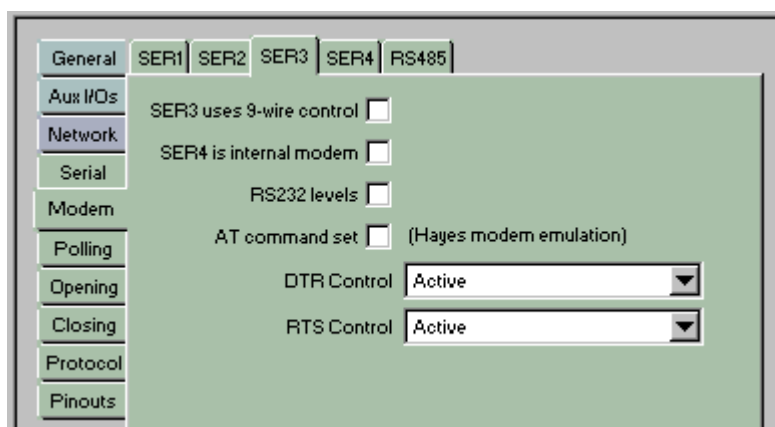 SER1 SER2 SER3 SER4 RS485
General
Aux I/Os
Network
Serial
Modem
Polling
Opening
Closing
Protocol
Pinouts
SER3 uses 9-wire control
SER4 is internal modem
RS232 levels
AT command set (Hayes modem emulation)
DTR Control Active
RTS Control Active